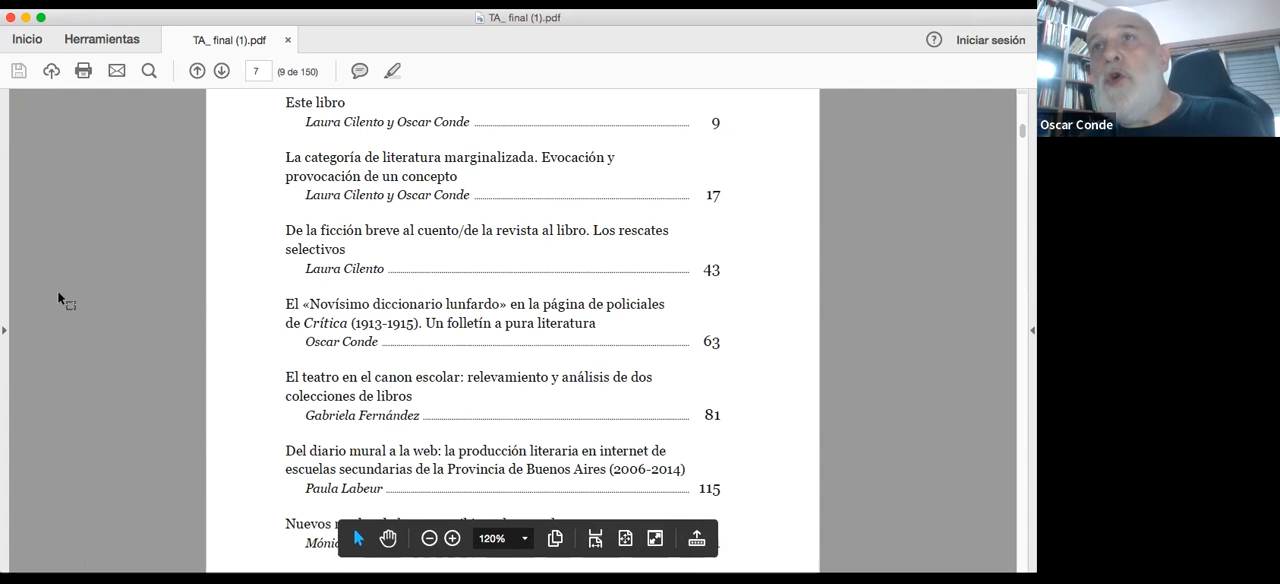 TA_ final (1).pdf
Inicio
Herramientas
TA_ final (1).pdf
×
?
Iniciar sesión
7
(9 de 150)
Este libro
Laura Cilento y Oscar Conde 9
La categoría de literatura marginalizada. Evocación y
provocación de un concepto
Laura Cilento y Oscar Conde 17
De la ficción breve al cuento/de la revista al libro. Los rescates
selectivos
Laura Cilento 43
El «Novísimo diccionario lunfardo» en la página de policiales
de Crítica (1913-1915). Un folletín a pura literatura
Oscar Conde 63
El teatro en el canon escolar: relevamiento y análisis de dos
colecciones de libros
Gabriela Fernández 81
Del diario mural a la web: la producción literaria en internet de
escuelas secundarias de la Provincia de Buenos Aires (2006-2014)
Paula Labeur 115
Nuevos
120%
Oscar Conde